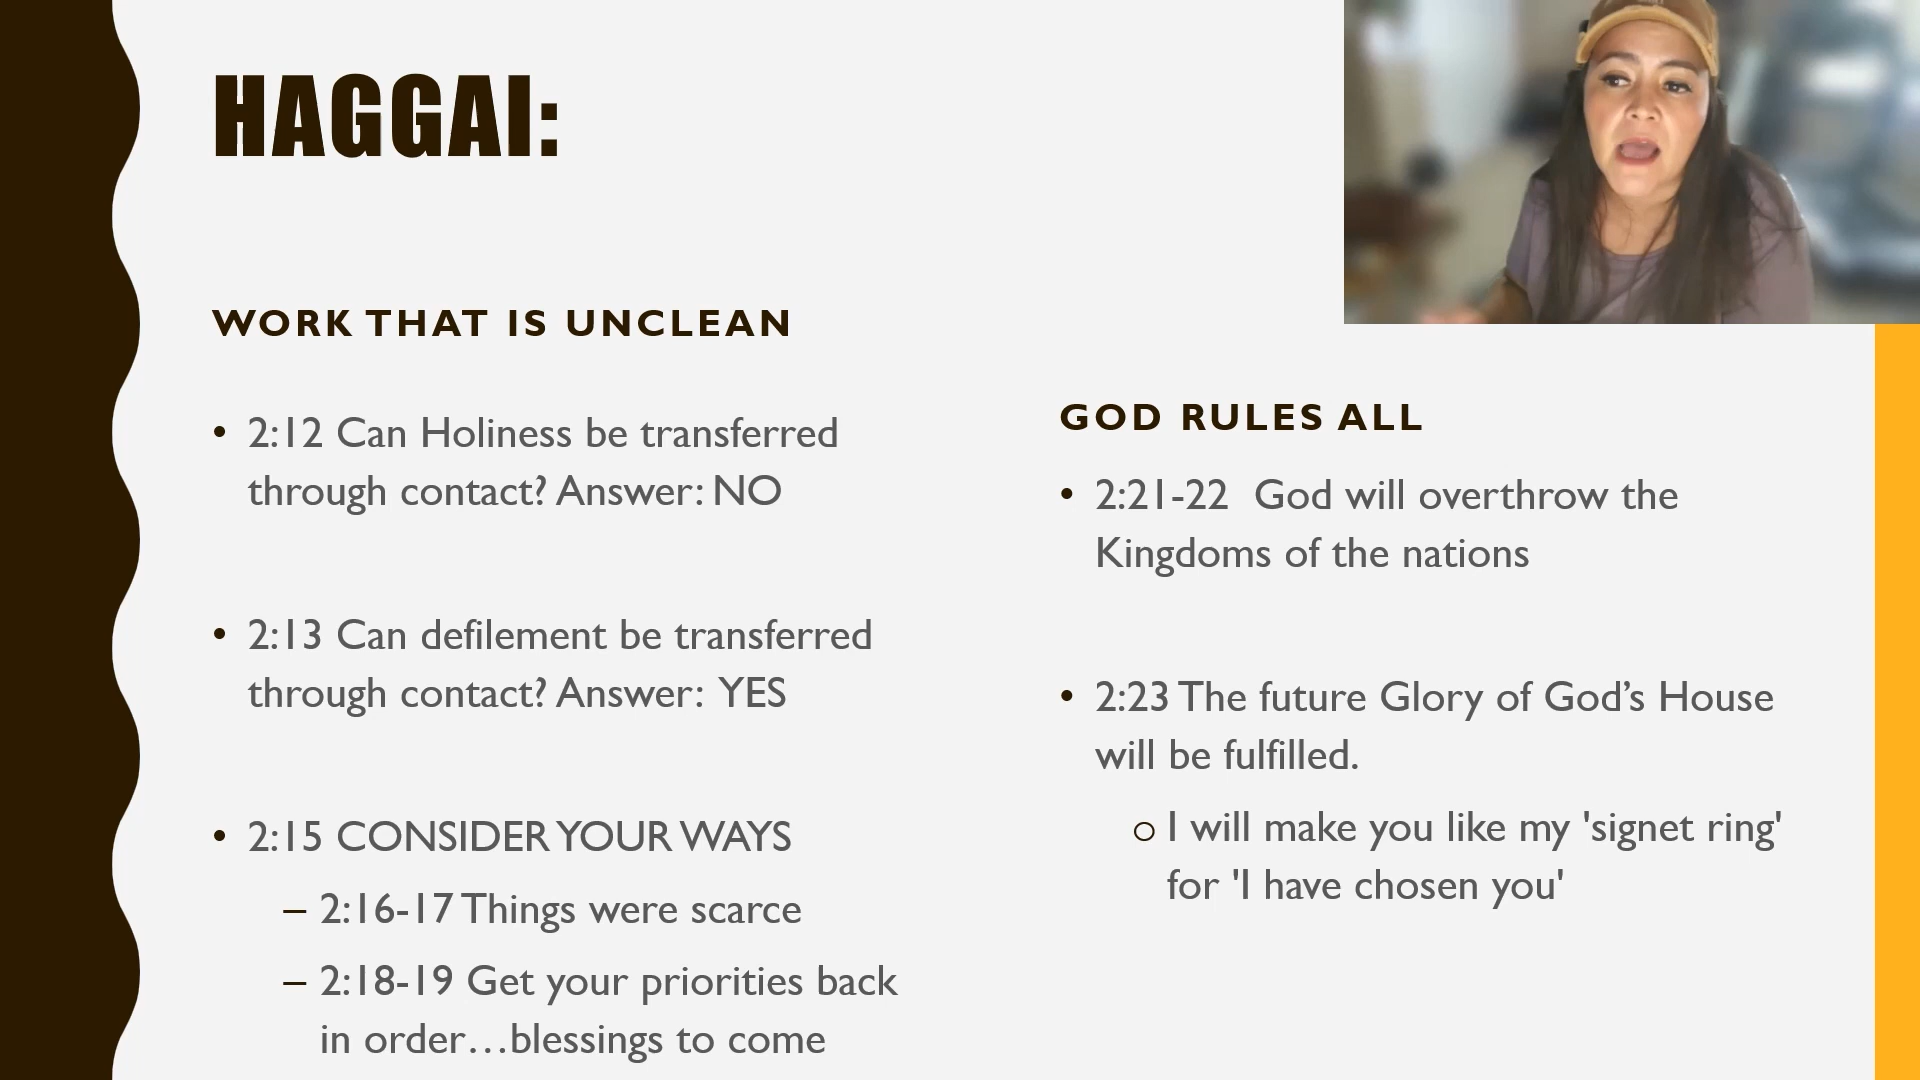 HAGGAI:
WORK THAT IS UNCLEAN
• 2:12 Can Holiness be transferred
through contact? Answer: NO
• 2:13 Can defilement be transferred
through contact? Answer: YES
• 2:15 CONSIDER YOUR WAYS
– 2:16-17 Things were scarce
– 2:18-19 Get your priorities back
in order…blessings to come
GOD RULES ALL
• 2:21-22 God will overthrow the
Kingdoms of the nations
• 2:23 The future Glory of God’s House
will be fulfilled.
o I will make you like my 'signet ring'
for 'I have chosen you'